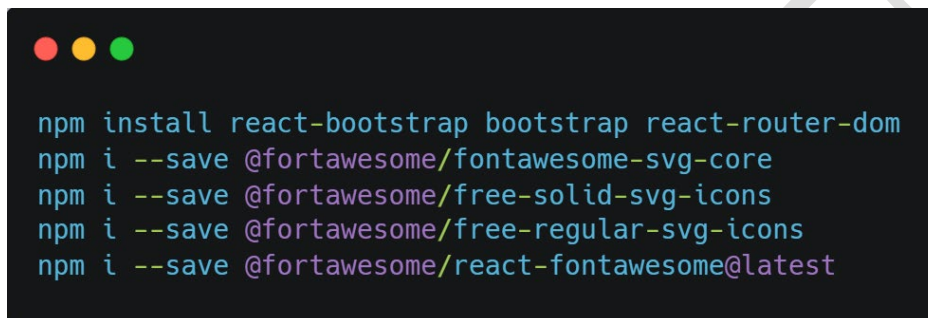 npm install react-bootstrap bootstrap react-router-dom
npm i --save @fortawesome/fontawesome-svg-core
npm i --save @fortawesome/free-solid-svg-icons
npm i --save @fortawesome/free-regular-svg-icons
npm i --save @fortawesome/react-fontawesome@latest